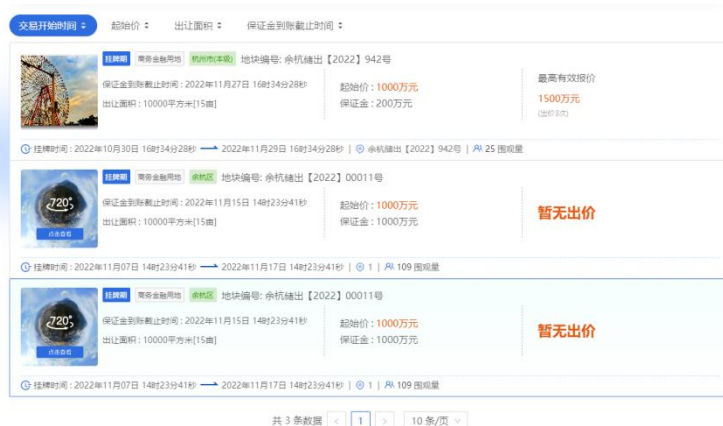 交易开始时间 起始价 出让面积 保证金到账截止时间
挂牌期 商务金融用地 杭州市(本级) 地块编号: 余杭储出【2022】942号
保证金到账截止时间 : 2022年11月27日 16时34分28秒
出让面积 : 10000平方米[15亩]
起始价 : 1000万元
保证金 : 200万元
最高有效报价
1500万元
挂牌时间 : 2022年10月30日 16时34分28秒 2022年11月29日 16时34分28秒 | 余杭储出【2022】942号 | 25 围观量
720°
点击查看
挂牌期 商务金融用地 余杭区 地块编号: 余杭储出【2022】00011号
保证金到账截止时间 : 2022年11月15日 14时23分41秒
出让面积 : 10000平方米[15亩]
起始价 : 1000万元
保证金 : 1000万元
暂无出价
挂牌时间 : 2022年11月07日 14时23分41秒 2022年11月17日 14时23分41秒 | 1 | 109 围观量
720°
点击查看
挂牌期 商务金融用地 余杭区 地块编号: 余杭储出【2022】00011号
保证金到账截止时间 : 2022年11月15日 14时23分41秒
出让面积 : 10000平方米[15亩]
起始价 : 1000万元
保证金 : 1000万元
暂无出价
挂牌时间 : 2022年11月07日 14时23分41秒 2022年11月17日 14时23分41秒 | 1 | 109 围观量
共 3 条数据 < 1 > 10 条/页